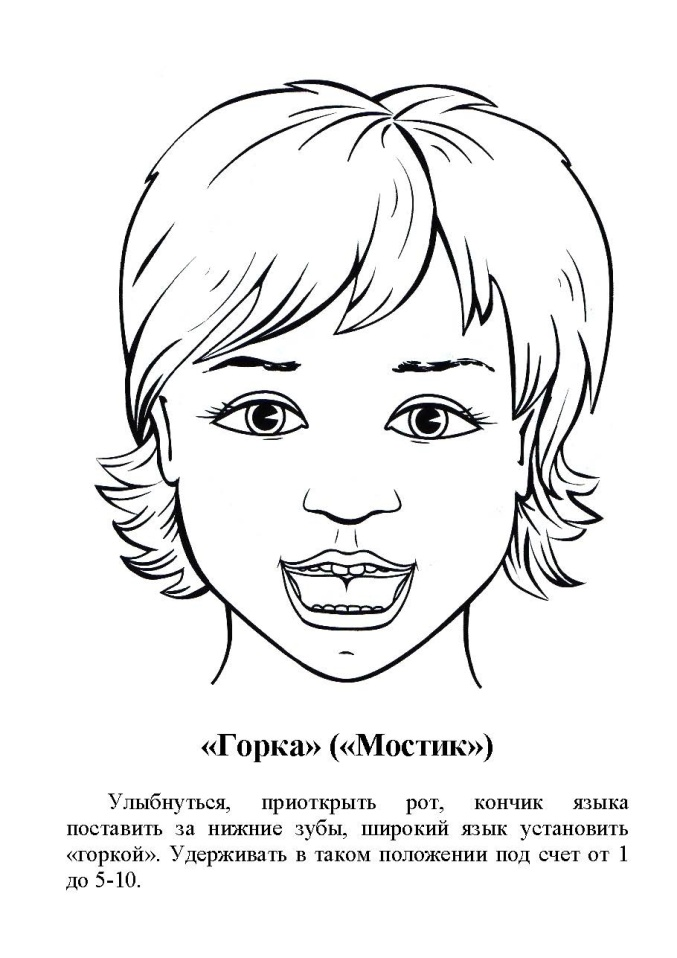 «Горка» («Мостик»)
Улыбнуться, приоткрыть рот, кончик языка
поставить за нижние зубы, широкий язык установить
«горкой». Удерживать в таком положении под счет от 1
до 5-10.